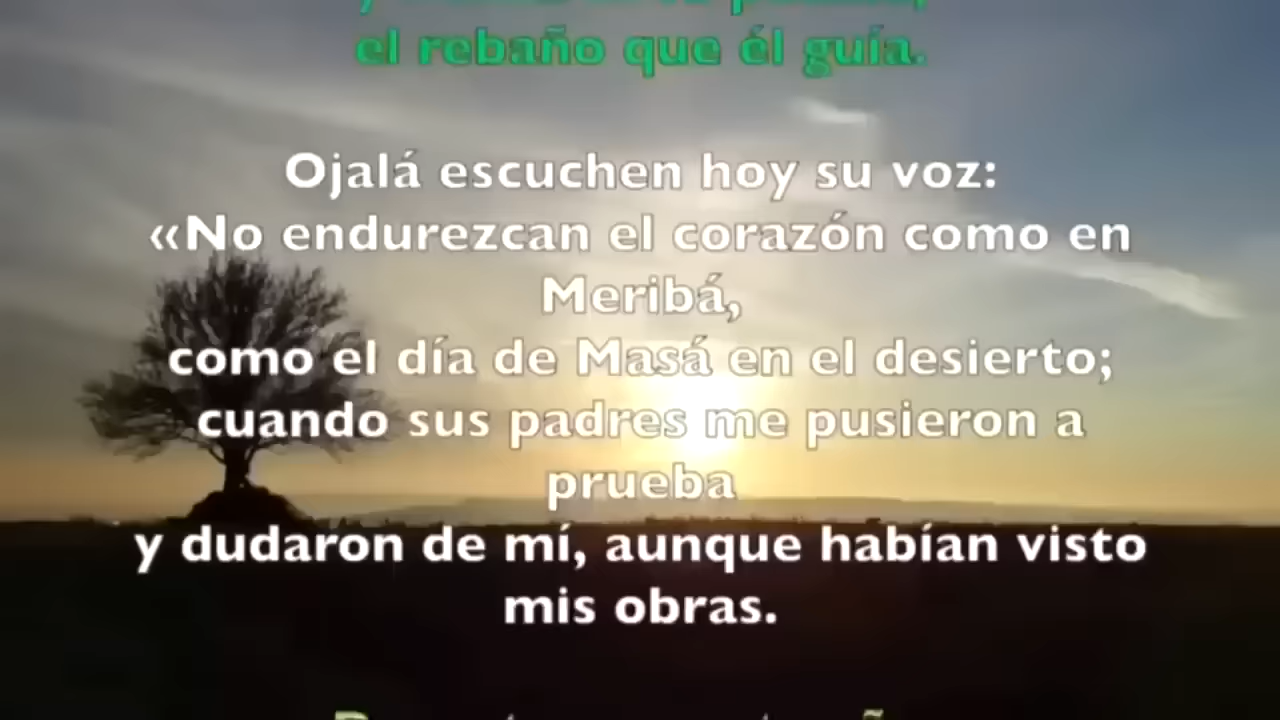 el rebaño que él guía.
Ojalá escuchen hoy su voz:
«No endurezcan el corazón como en
Meribá,
como el día de Masá en el desierto;
cuando sus padres me pusieron a
prueba
y dudaron de mí, aunque habían visto
mis obras.